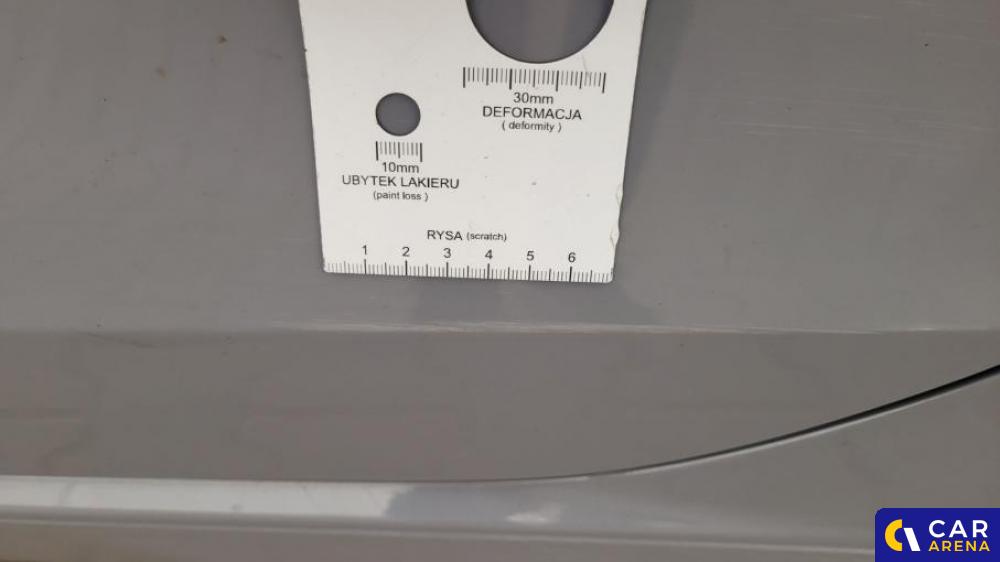 30mm
DEFORMACJA
( deformity )
10mm
UBYTEK LAKIERU
(paint loss )
RYSA (scratch)
1 2 3 4 5 6
CAR
ARENA